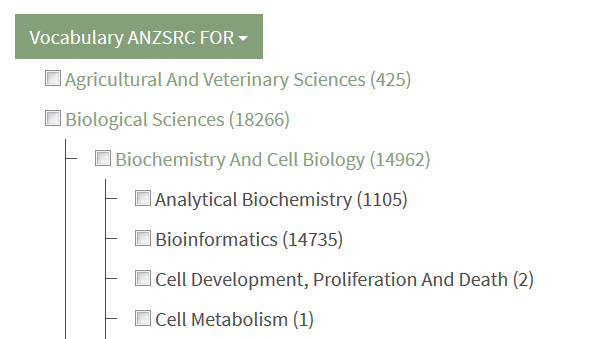 Vocabulary ANZSRC FOR
Agricultural And Veterinary Sciences (425)
Biological Sciences (18266)
Biochemistry And Cell Biology (14962)
Analytical Biochemistry (1105)
Bioinformatics (14735)
Cell Development, Proliferation And Death (2)
Cell Metabolism (1)